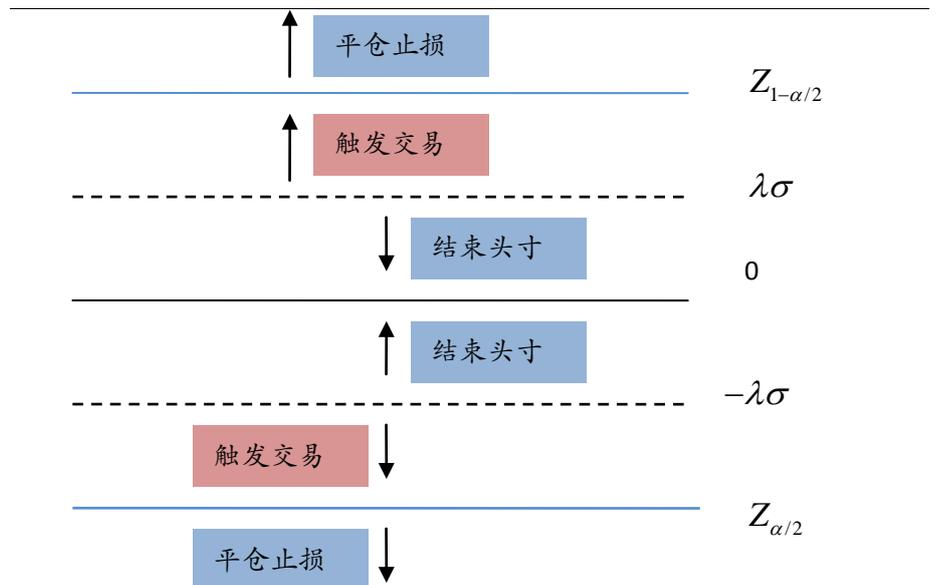 平仓止损
Z_{1-α/2}
触发交易
λσ
结束头寸
0
结束头寸
-λσ
触发交易
Z_{α/2}
平仓止损